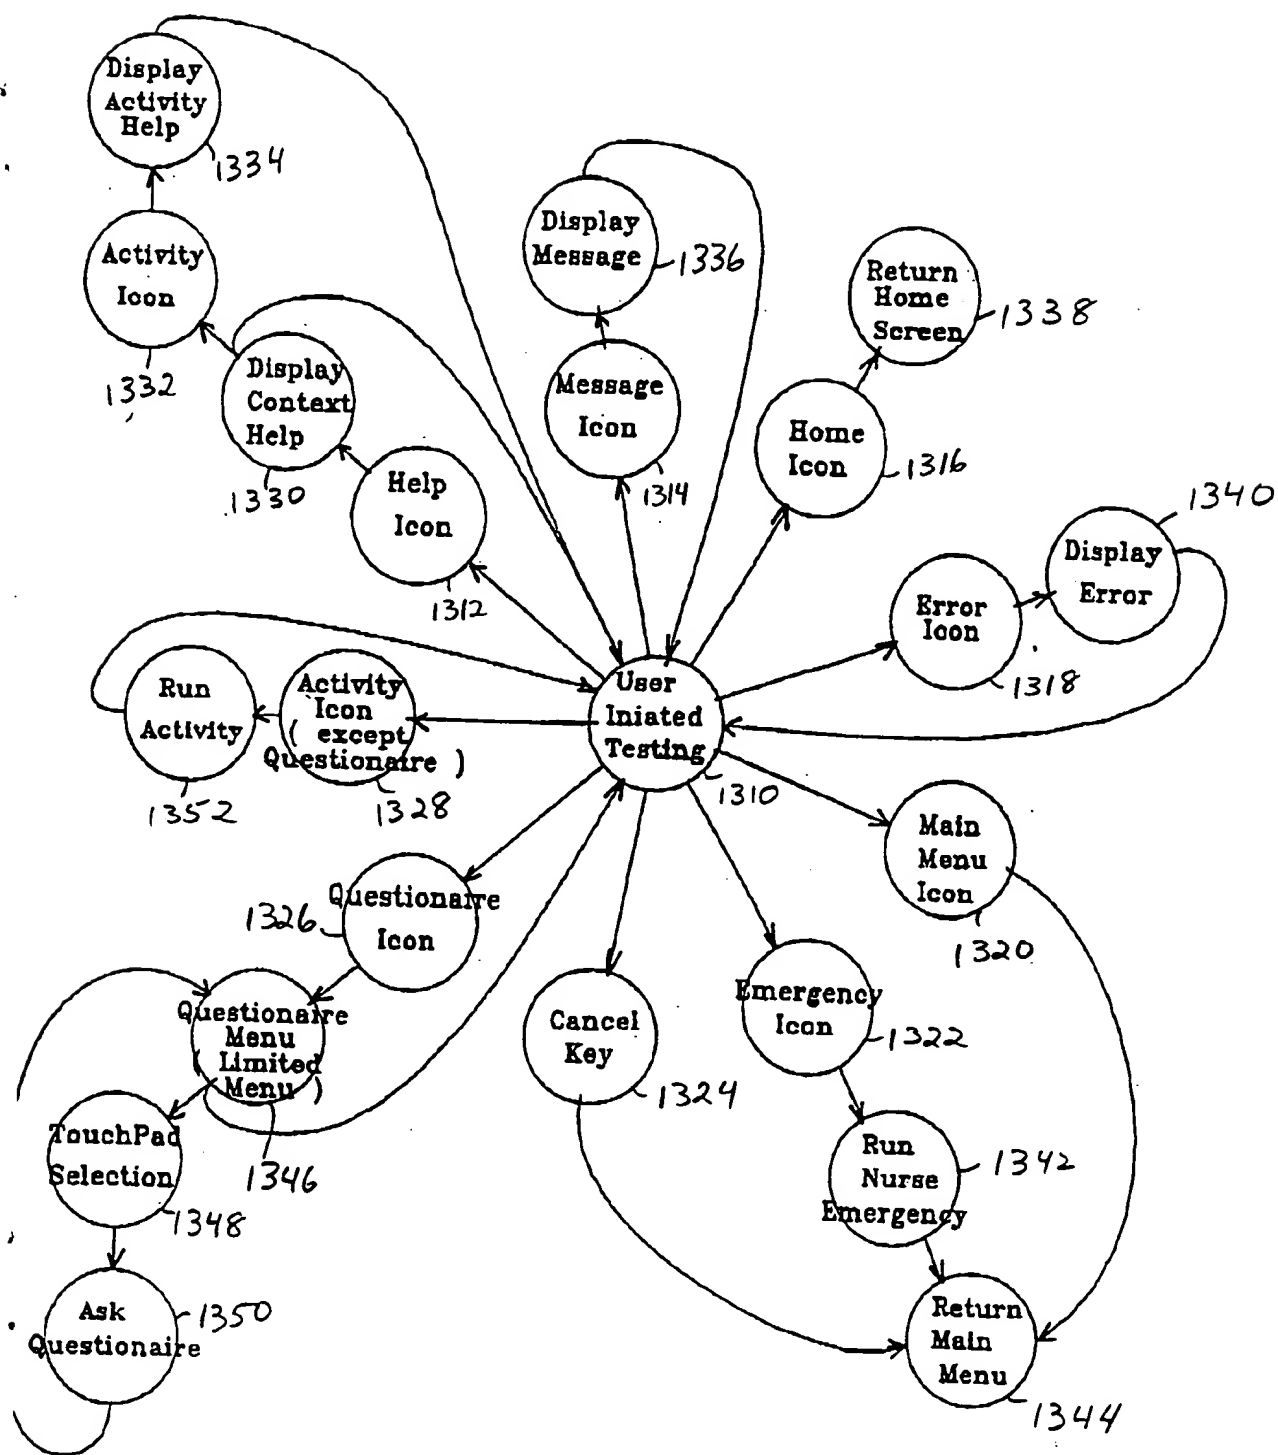 Display
Activity
Help
1334
Activity
Icon
1332
Display
Context
Help
1330
Help
Icon
1312
Display
Message
1336
Message
Icon
1314
Return
Home
Screen
1338
Home
Icon
1316
1340
Display
Error
Error
Icon
1318
User
Iniated
Testing
1310
Run
Activity
1352
Activity
Icon
( except
Questionaire )
1328
Main
Menu
Icon
1320
Questionaire
Icon
1326
Questionaire
Menu
( Limited
Menu )
1346
Cancel
Key
1324
Emergency
Icon
1322
TouchPad
Selection
1348
Run
Nurse
Emergency
1342
Ask
Questionaire
1350
Return
Main
Menu
1344